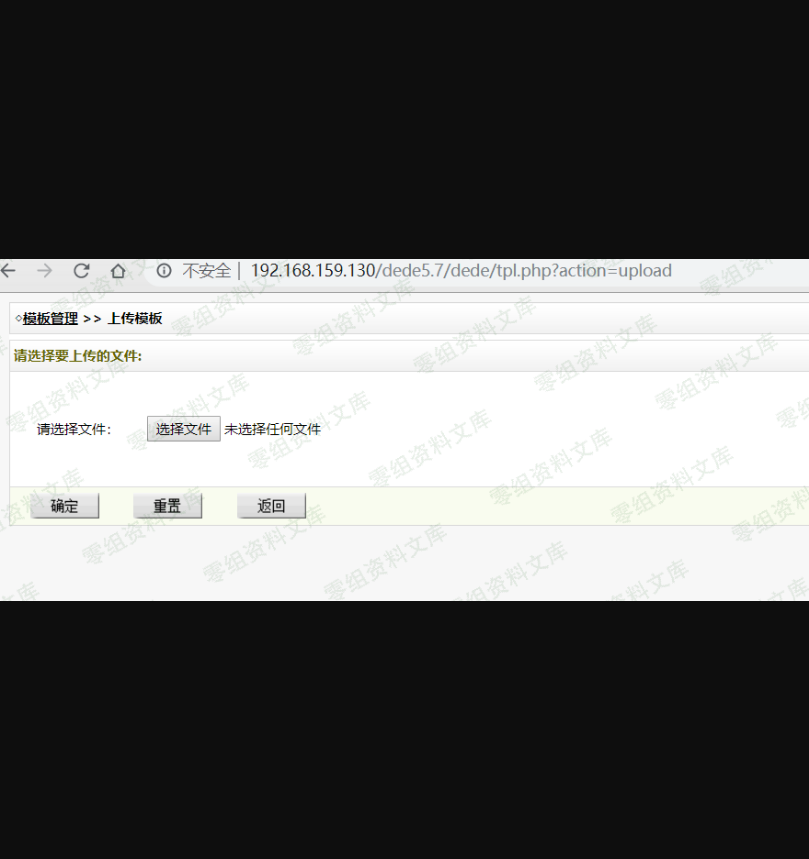 不安全 | 192.168.159.130/dede5.7/dede/tpl.php?action=upload
模板管理 >> 上传模板
请选择要上传的文件:
请选择文件: 选择文件 未选择任何文件
确定 重置 返回
零组资料文库